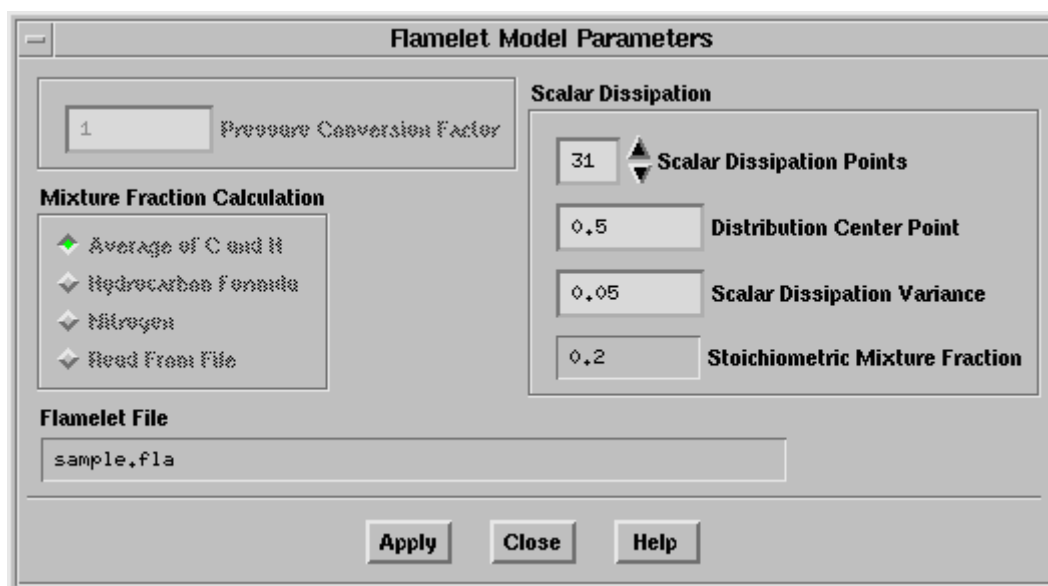 Flamelet Model Parameters
1 Pressure Conversion Factor
Mixture Fraction Calculation
Average of C and H
Hydrocarbon Formula
Nitrogen
Read From File
Scalar Dissipation
31 Scalar Dissipation Points
0.5 Distribution Center Point
0.05 Scalar Dissipation Variance
0.2 Stoichiometric Mixture Fraction
Flamelet File
sample.fla
Apply Close Help